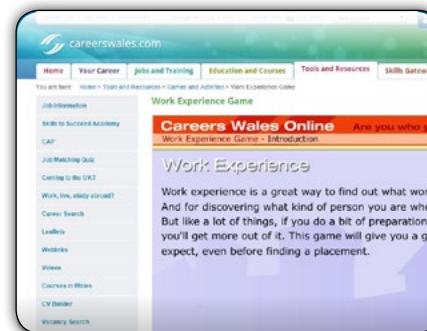 careerswales.com
Home Your Career Jobs and Training Education and Courses Tools and Resources Skills Gatew
You are here: Home > Tools and Resources > Games and Activities > Work Experience Game
Job Information
Skills to Succeed Academy
CAP
Job Matching Quiz
Coming to the UK?
Work, live, study abroad?
Career Search
Leaflets
Weblinks
Videos
Courses in Wales
CV Builder
Vacancy Search
Work Experience Game
Careers Wales Online Are you who y
Work Experience Game - Introduction
Work Experience
Work experience is a great way to find out what wor
And for discovering what kind of person you are whe
But like a lot of things, if you do a bit of preparation
you'll get more out of it. This game will give you a g
expect, even before finding a placement.